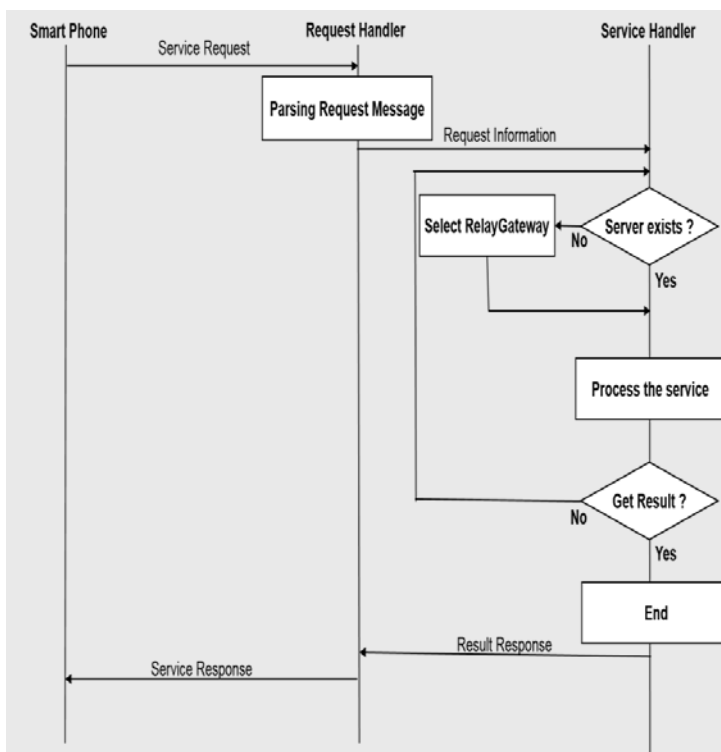 Smart Phone
Request Handler
Service Handler
Service Request
Parsing Request Message
Request Information
Select RelayGateway
No
Server exists ?
Yes
Process the service
Get Result ?
No
Yes
End
Result Response
Service Response